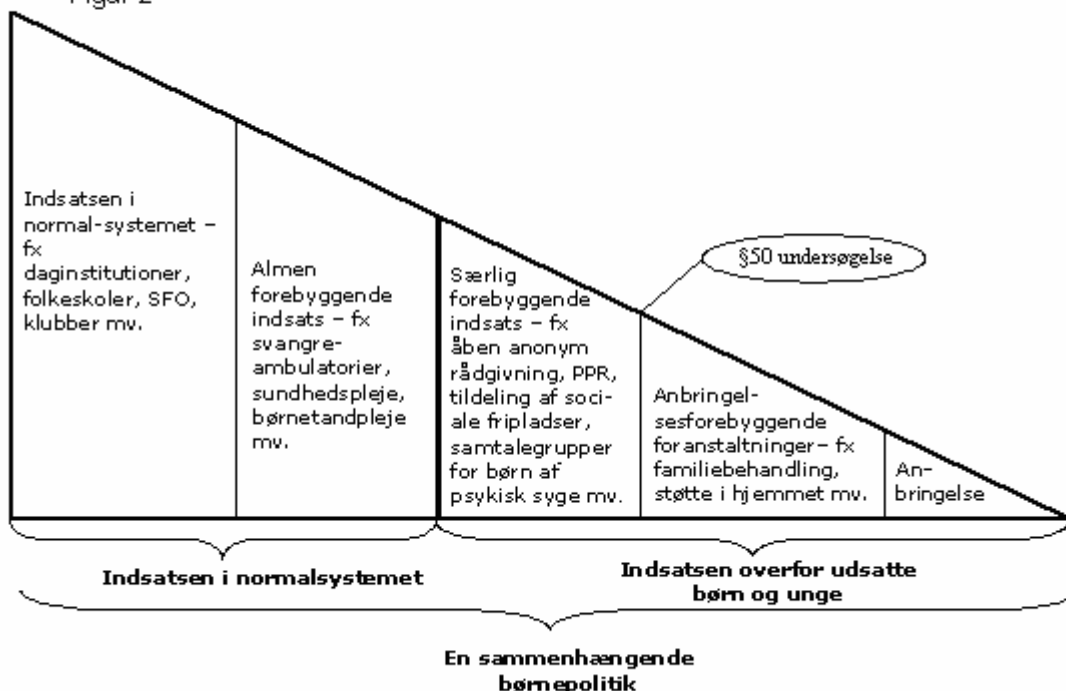 Figur 2
Indsatsen i
normal-systemet –
fx
daginstitutioner,
folkeskoler, SFO,
klubber mv.
Almen
forebyggende
indsats – fx
svangre-
ambulatorier,
sundhedspleje,
børnetandpleje
mv.
Særlig
forebyggende
indsats – fx
åben anonym
rådgivning, PPR,
tildeling af soci-
ale fripladser,
samtalegrupper
for børn af
psykisk syge mv.
§50 undersøgelse
Anbringel-
sesforebyggende
foranstaltninger– fx
familiebehandling,
støtte i hjemmet mv.
An-
bringelse
Indsatsen i normalsystemet
Indsatsen overfor udsatte
børn og unge
En sammenhængende
børnepolitik